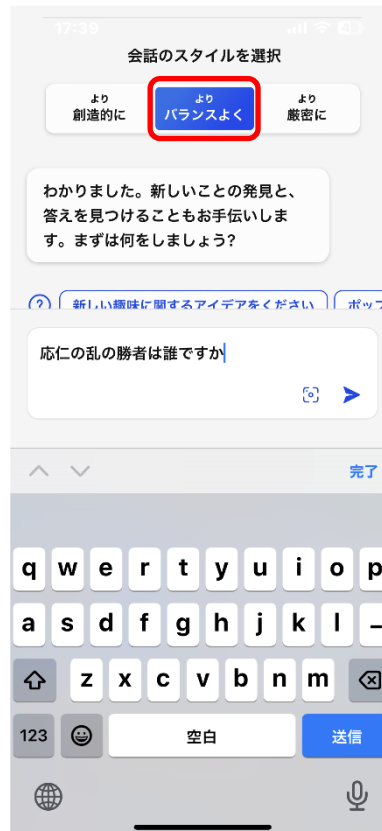 17:39
会話のスタイルを選択
より
創造的に
より
バランスよく
より
厳密に
わかりました。新しいことの発見と、
答えを見つけることもお手伝いしま
す。まずは何をしましょう?
新しい趣味に関するアイデアをください
ポップ
応仁の乱の勝者は誰ですか
完了
q w e r t y u i o p
a s d f g h j k l –
z x c v b n m
123
空白
送信